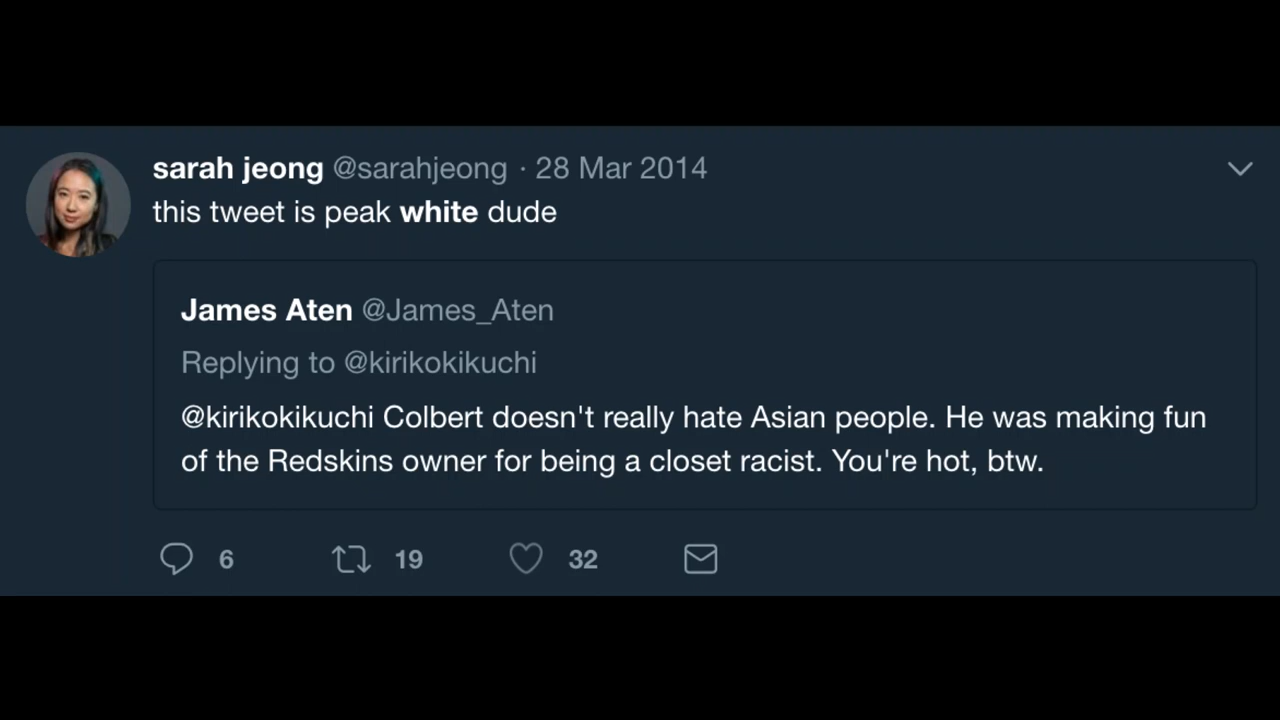 sarah jeong @sarahjeong · 28 Mar 2014
this tweet is peak white dude
James Aten @James_Aten
Replying to @kirikokikuchi
@kirikokikuchi Colbert doesn't really hate Asian people. He was making fun
of the Redskins owner for being a closet racist. You're hot, btw.
6 19 32